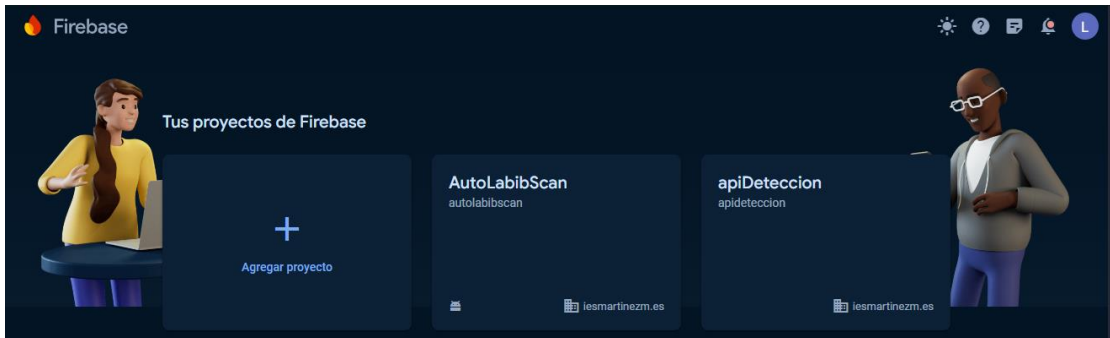 Firebase
L
Tus proyectos de Firebase
Agregar proyecto
AutoLabibScan
autolabibscan
iesmartinezm.es
apiDeteccion
apideteccion
iesmartinezm.es